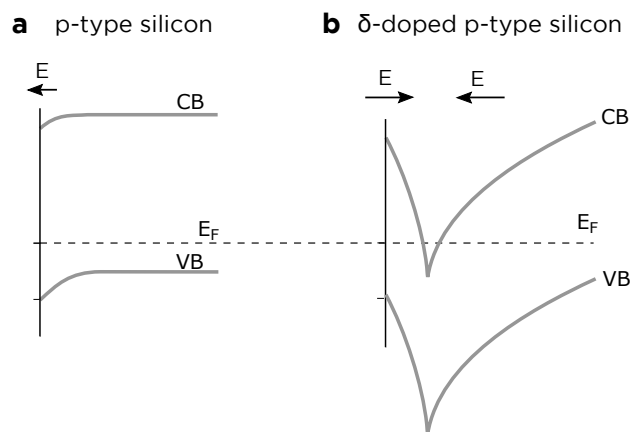 a p-type silicon
b δ-doped p-type silicon
E
CB
E_F
VB
E
E
CB
E_F
VB